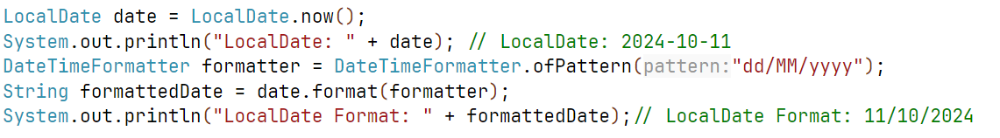 LocalDate date = LocalDate.now();
System.out.println("LocalDate: " + date); // LocalDate: 2024-10-11
DateTimeFormatter formatter = DateTimeFormatter.ofPattern(pattern:"dd/MM/yyyy");
String formattedDate = date.format(formatter);
System.out.println("LocalDate Format: " + formattedDate);// LocalDate Format: 11/10/2024